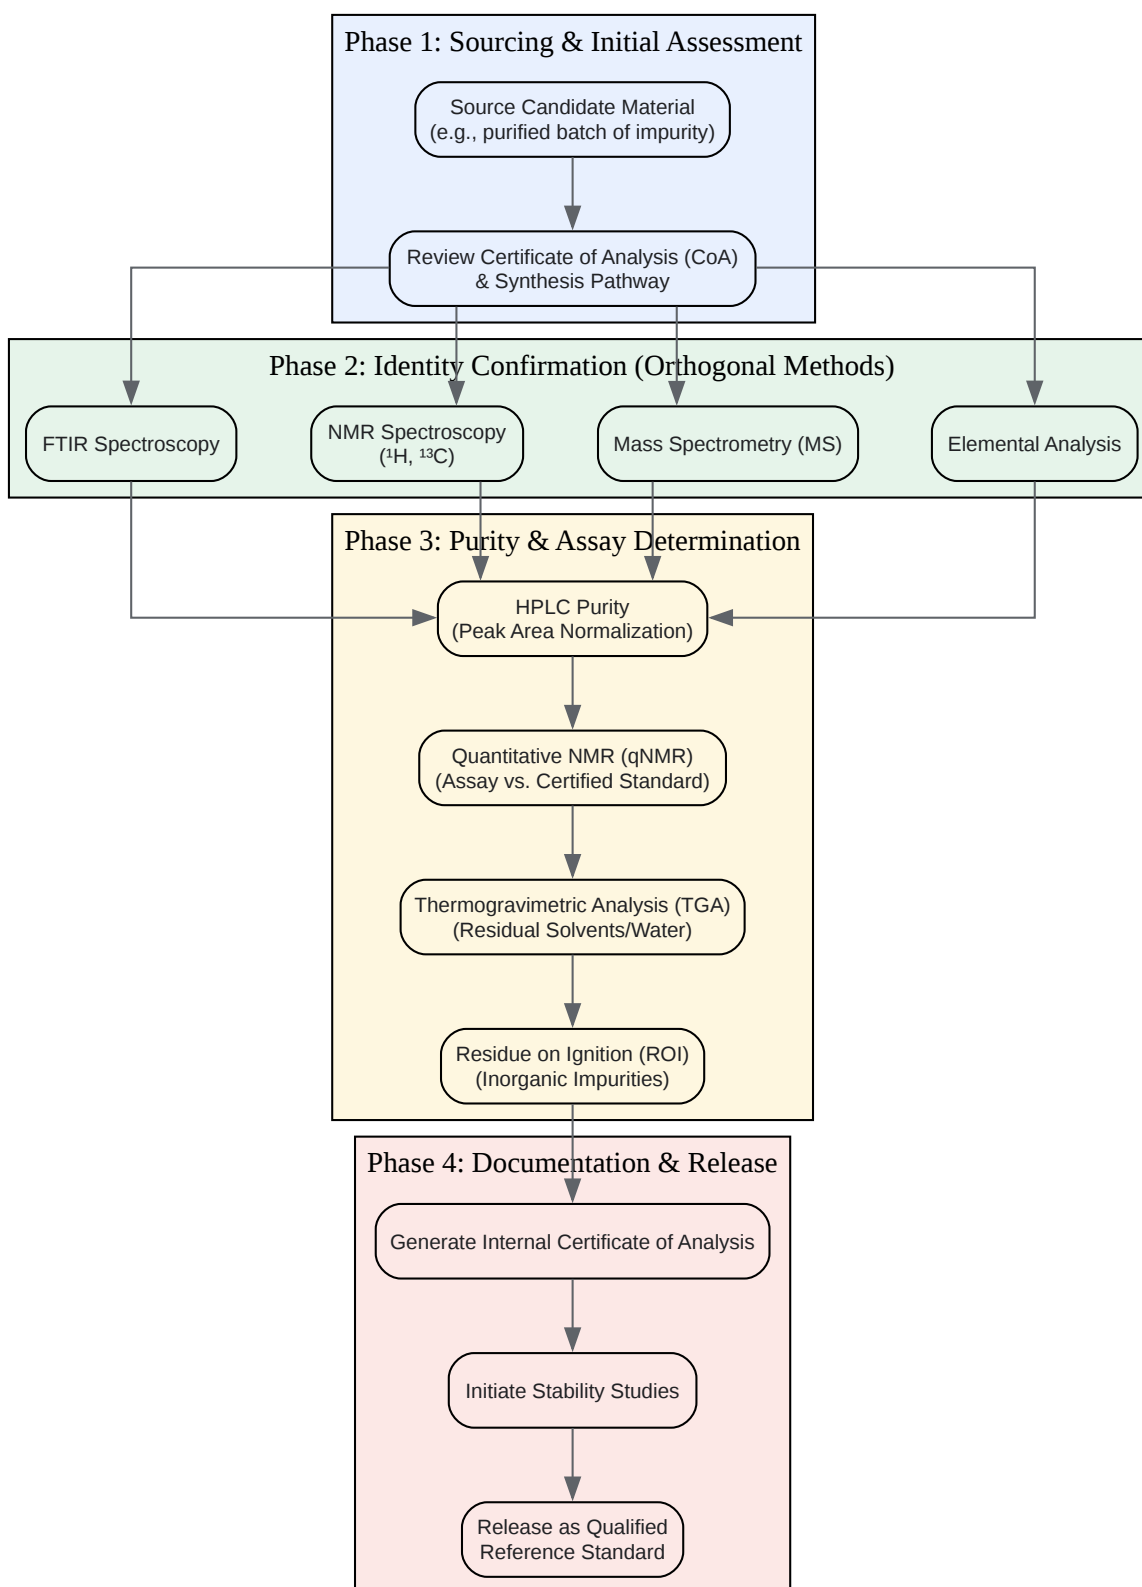 Phase 1: Sourcing & Initial Assessment
Source Candidate Material
(e.g., purified batch of impurity)
Review Certificate of Analysis (CoA)
& Synthesis Pathway
Phase 2: Identity Confirmation (Orthogonal Methods)
FTIR Spectroscopy
NMR Spectroscopy
(¹H, ¹³C)
Mass Spectrometry (MS)
Elemental Analysis
Phase 3: Purity & Assay Determination
HPLC Purity
(Peak Area Normalization)
Quantitative NMR (qNMR)
(Assay vs. Certified Standard)
Thermogravimetric Analysis (TGA)
(Residual Solvents/Water)
Residue on Ignition (ROI)
(Inorganic Impurities)
Phase 4: Documentation & Release
Generate Internal Certificate of Analysis
Initiate Stability Studies
Release as Qualified
Reference Standard